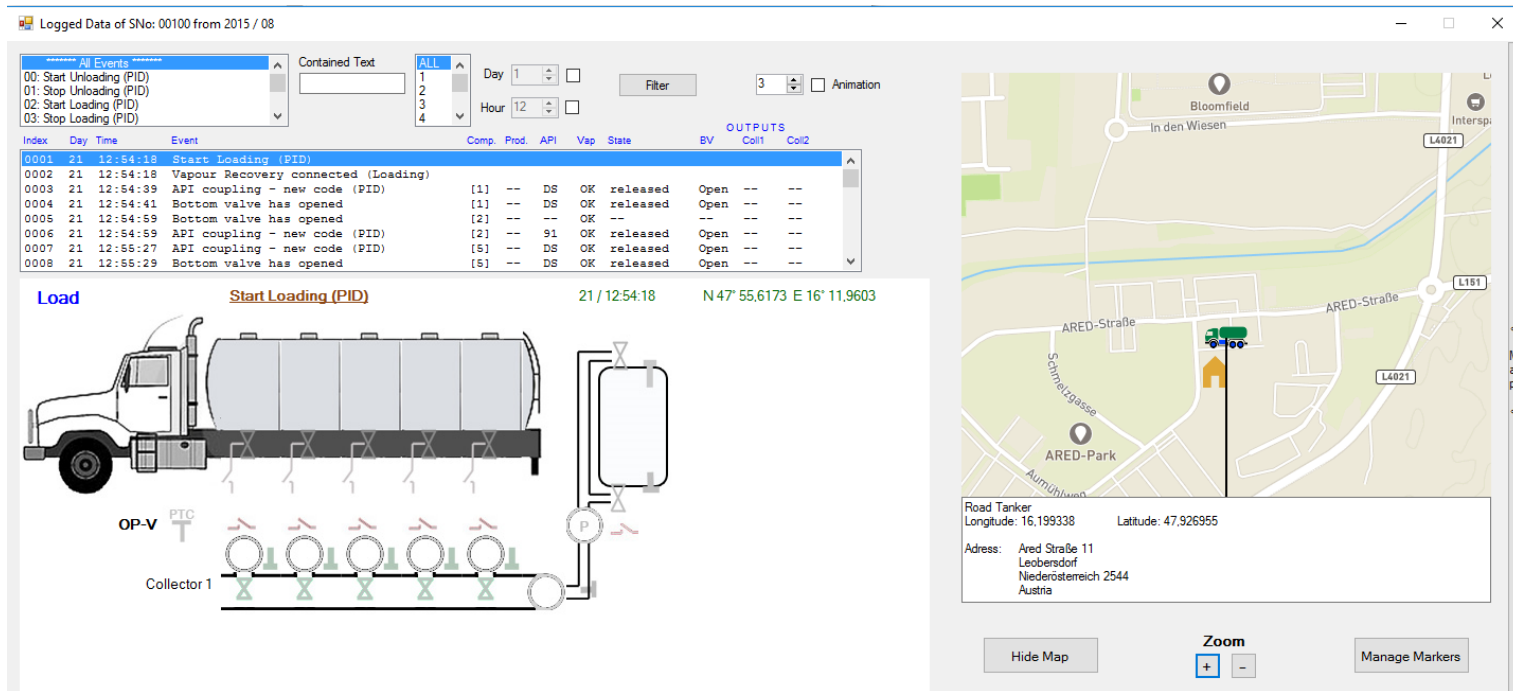 Logged Data of SNo: 00100 from 2015 / 08
******* All Events *******
00: Start Unloading (PID)
01: Stop Unloading (PID)
02: Start Loading (PID)
03: Stop Loading (PID)
Contained Text
ALL
1
2
3
4
Day 1
Hour 12
Filter
3 Animation
OUTPUTS
Index Day Time Event Comp. Prod. API Vap State BV Coll1 Coll2
0001 21 12:54:18 Start Loading (PID)
0002 21 12:54:18 Vapour Recovery connected (Loading)
0003 21 12:54:39 API coupling - new code (PID) [1] -- DS OK released Open -- --
0004 21 12:54:41 Bottom valve has opened [1] -- DS OK released Open -- --
0005 21 12:54:59 Bottom valve has opened [2] -- -- OK -- -- -- --
0006 21 12:54:59 API coupling - new code (PID) [2] -- 91 OK released Open -- --
0007 21 12:55:27 API coupling - new code (PID) [5] -- DS OK released Open -- --
0008 21 12:55:29 Bottom valve has opened [5] -- DS OK released Open -- --
Load Start Loading (PID) 21 / 12:54:18 N 47° 55,6173 E 16° 11,9603
OP-V PTC
P
Collector 1
Bloomfield
In den Wiesen
L4021
L151
ARED-Straße
ARED-Straße
Schmelzgasse
L4021
ARED-Park
Aumühlweg
Road Tanker
Longitude: 16,199338 Latitude: 47,926955
Adress: Ared Straße 11
Leobersdorf
Niederösterreich 2544
Austria
Hide Map
Zoom
+ -
Manage Markers